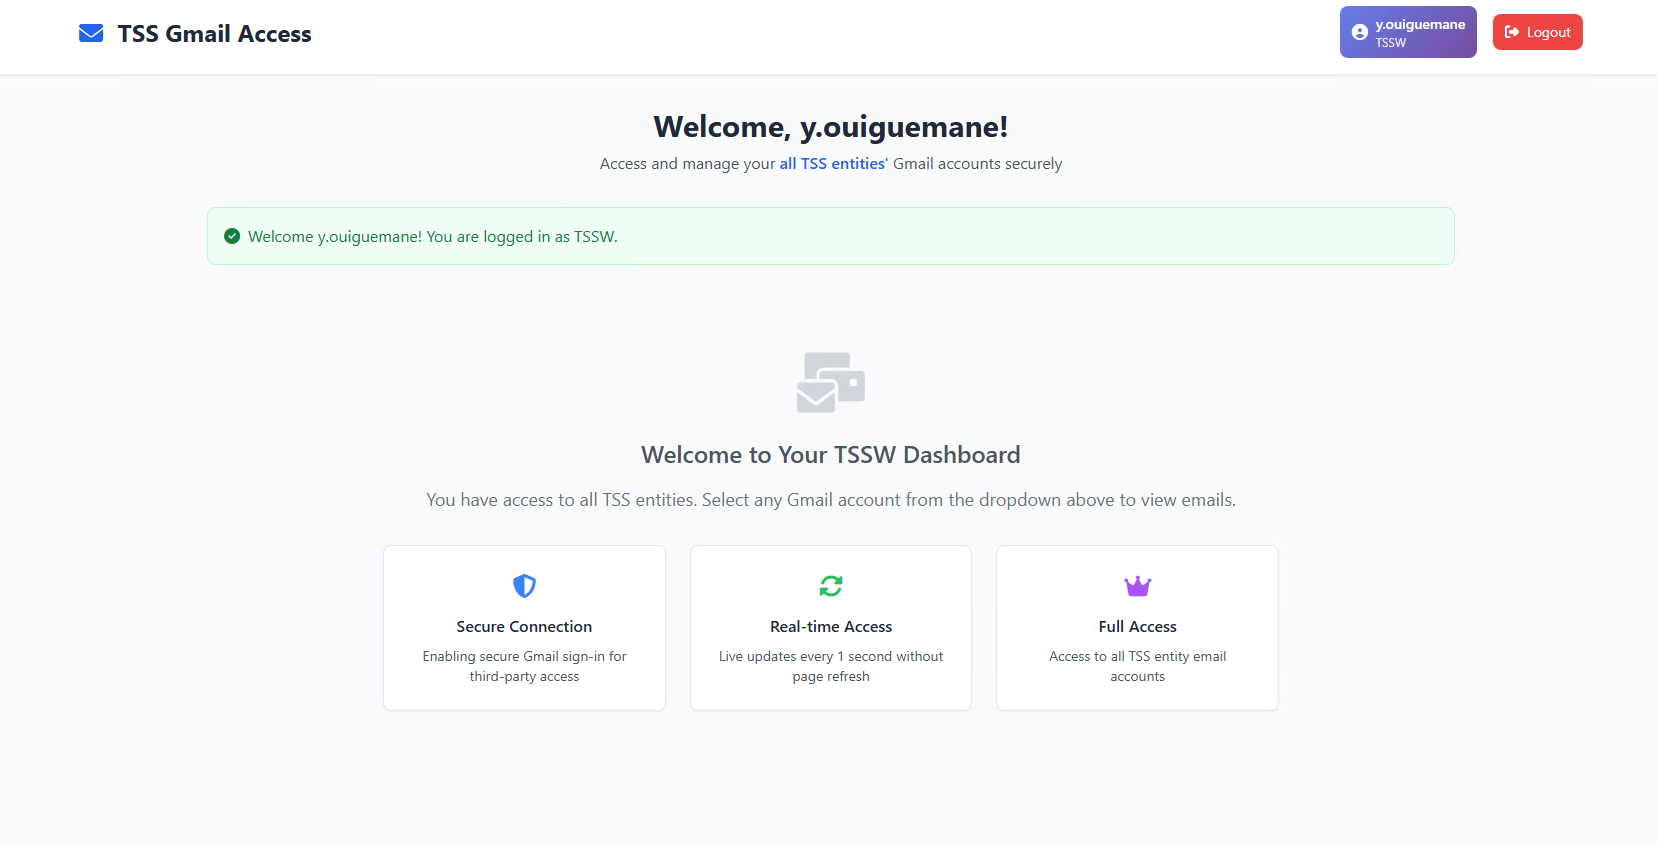 TSS Gmail Access
y.ouiguemane
TSSW
Logout
Welcome, y.ouiguemane!
Access and manage your all TSS entities' Gmail accounts securely
Welcome y.ouiguemane! You are logged in as TSSW.
Welcome to Your TSSW Dashboard
You have access to all TSS entities. Select any Gmail account from the dropdown above to view emails.
Secure Connection
Enabling secure Gmail sign-in for
third-party access
Real-time Access
Live updates every 1 second without
page refresh
Full Access
Access to all TSS entity email
accounts